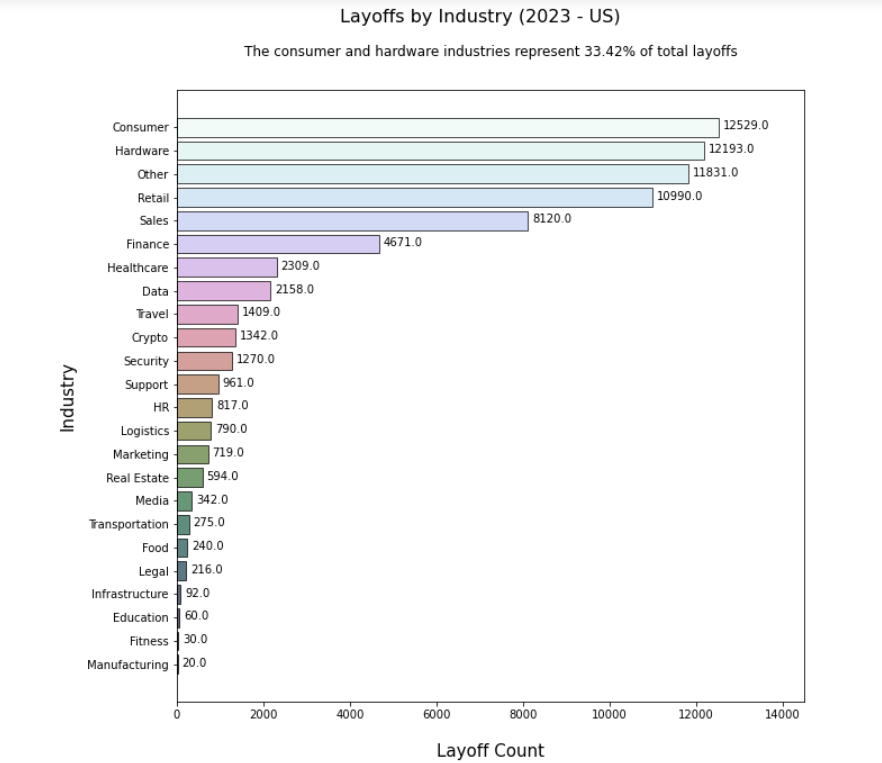 Layoffs by Industry (2023 - US)
The consumer and hardware industries represent 33.42% of total layoffs
Industry
Consumer 12529.0
Hardware 12193.0
Other 11831.0
Retail 10990.0
Sales 8120.0
Finance 4671.0
Healthcare 2309.0
Data 2158.0
Travel 1409.0
Crypto 1342.0
Security 1270.0
Support 961.0
HR 817.0
Logistics 790.0
Marketing 719.0
Real Estate 594.0
Media 342.0
Transportation 275.0
Food 240.0
Legal 216.0
Infrastructure 92.0
Education 60.0
Fitness 30.0
Manufacturing 20.0
0 2000 4000 6000 8000 10000 12000 14000
Layoff Count